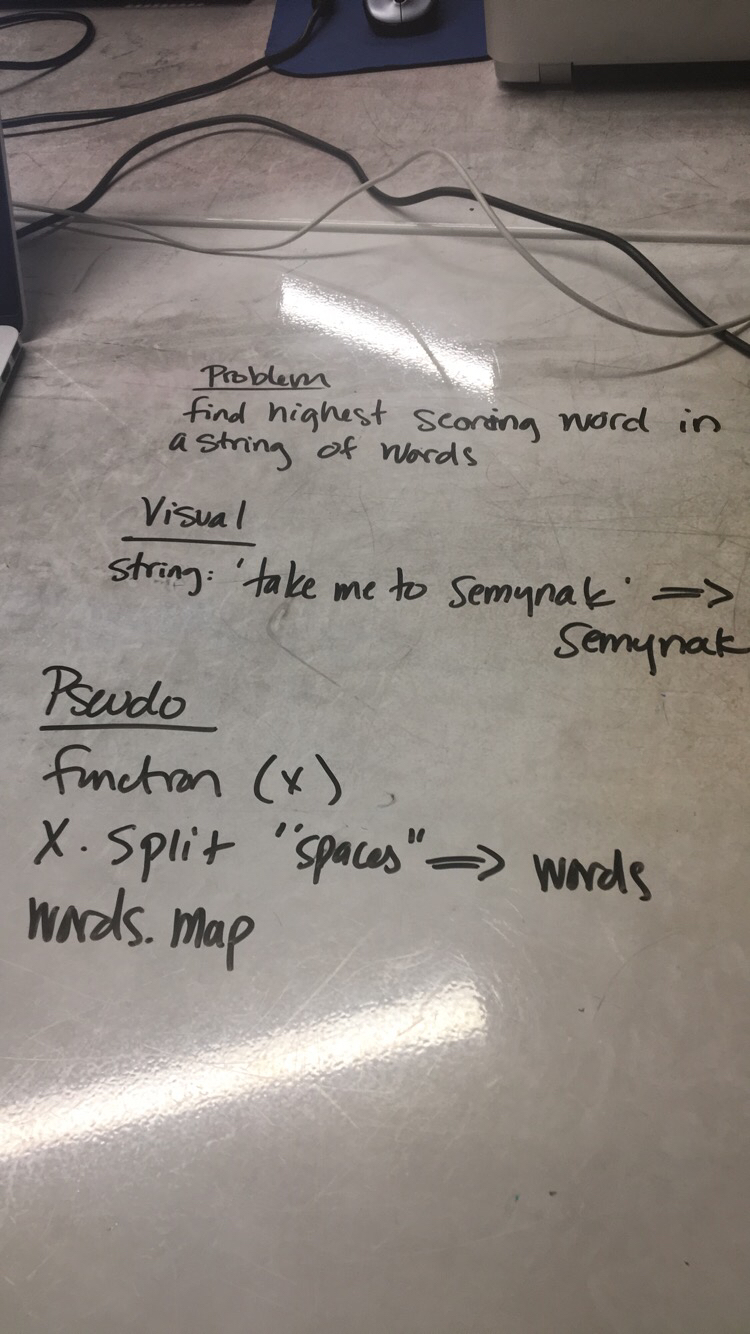 Problem
find highest scoring word in
a string of words
Visual
string: 'take me to semynak' =>
Semynak
Pseudo
function (x)
X. split "spaces" => words
words. map